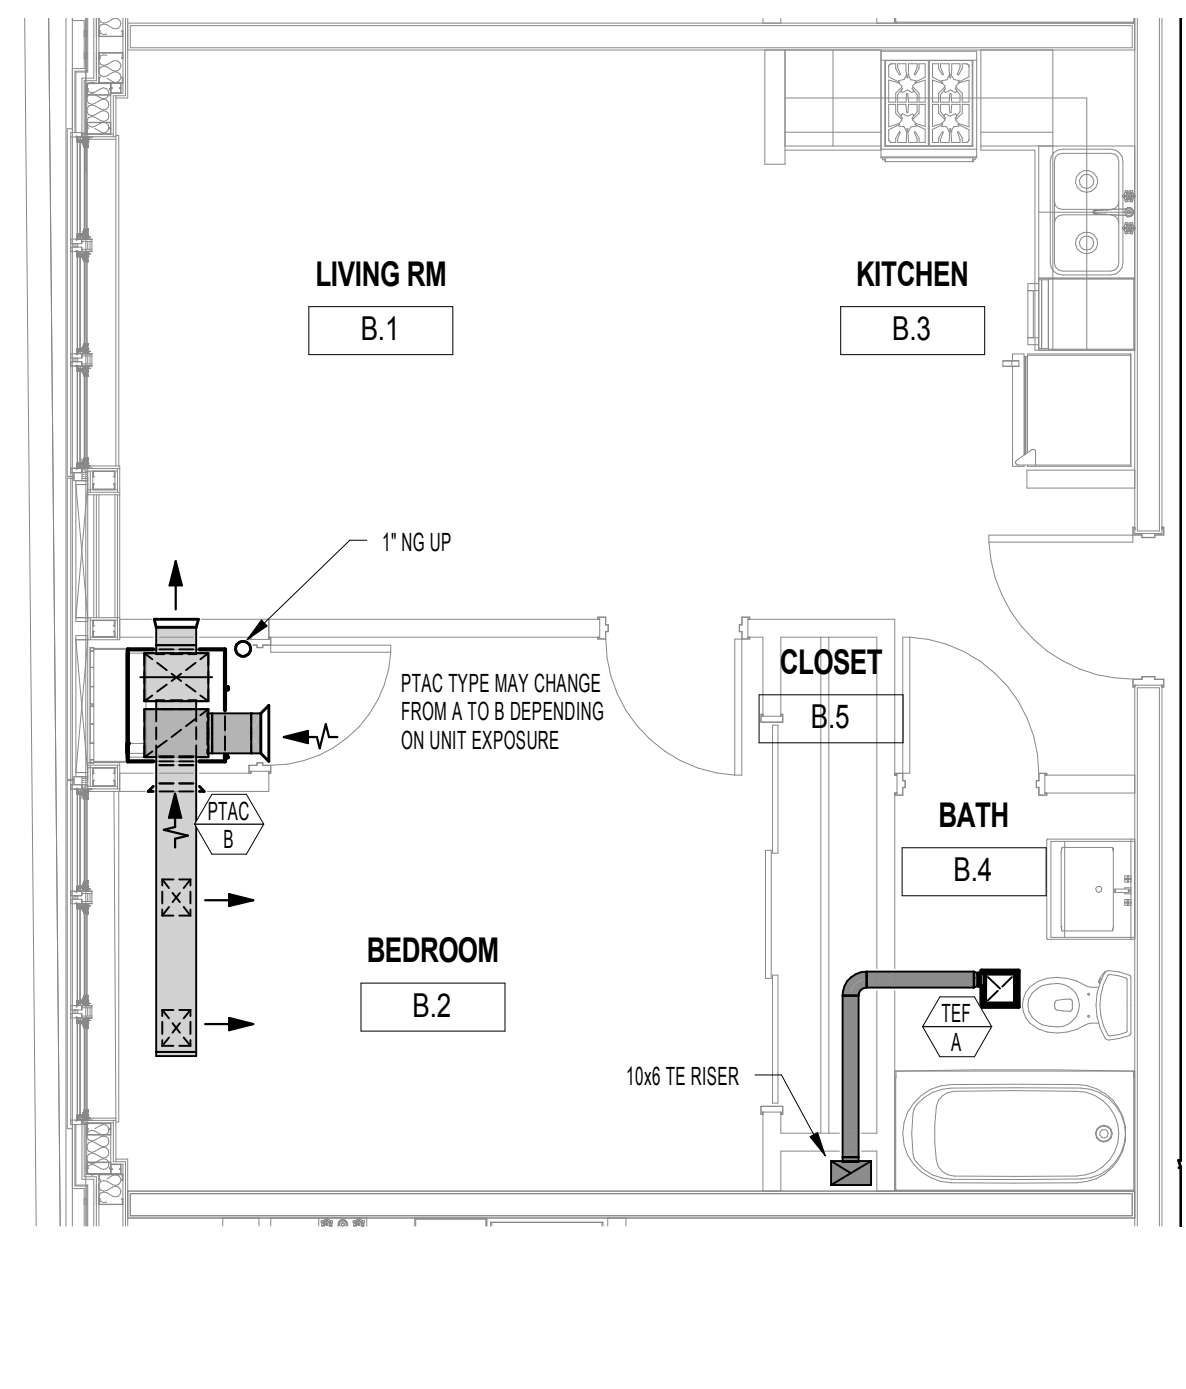 LIVING RM
B.1
KITCHEN
B.3
1" NG UP
PTAC TYPE MAY CHANGE
FROM A TO B DEPENDING
ON UNIT EXPOSURE
CLOSET
B.5
PTAC
B
BATH
B.4
BEDROOM
B.2
TEF
A
10x6 TE RISER